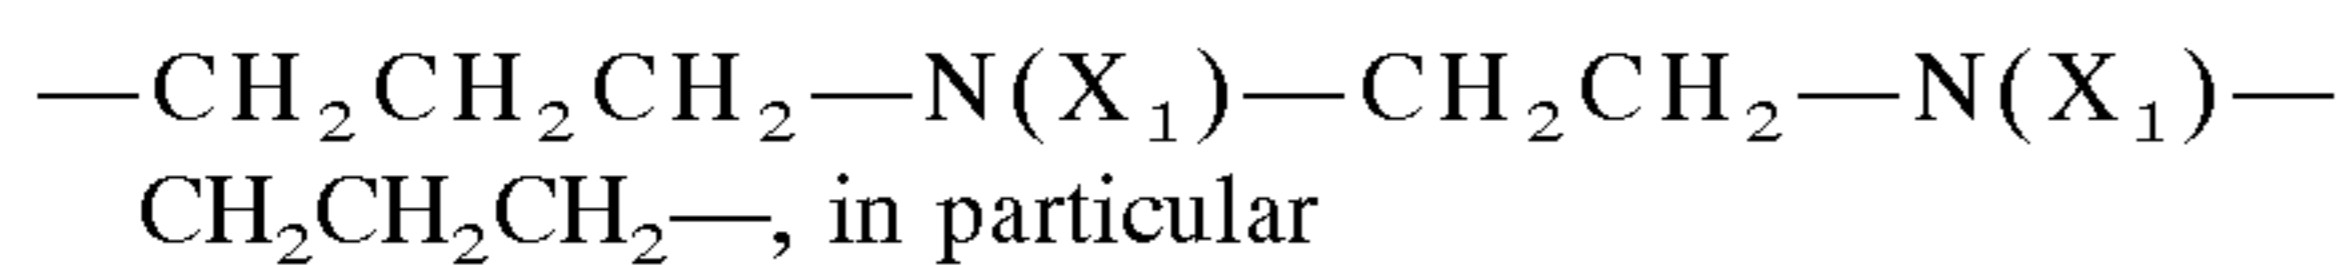 —CH₂CH₂CH₂—N(X₁)—CH₂CH₂—N(X₁)—
CH₂CH₂CH₂—, in particular